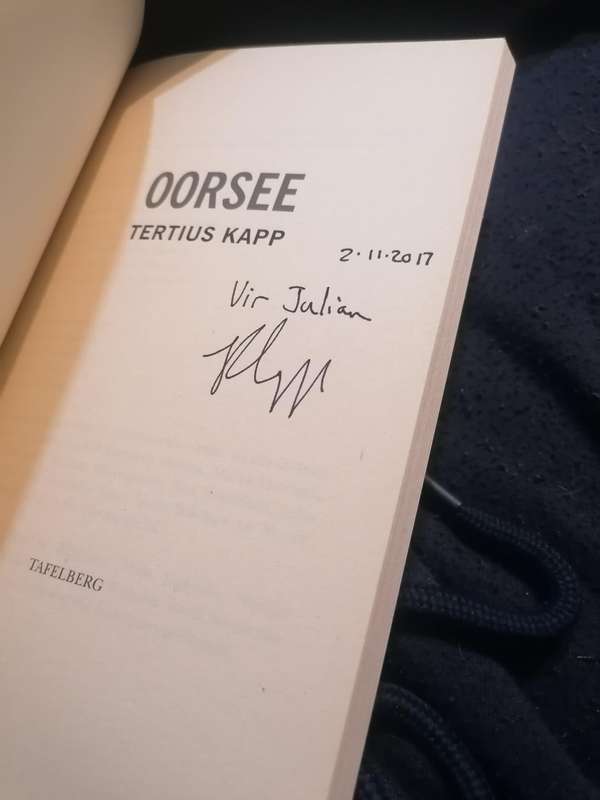 OORSEE
TERTIUS KAPP
2.11.2017
Vir Julian
TAFELBERG